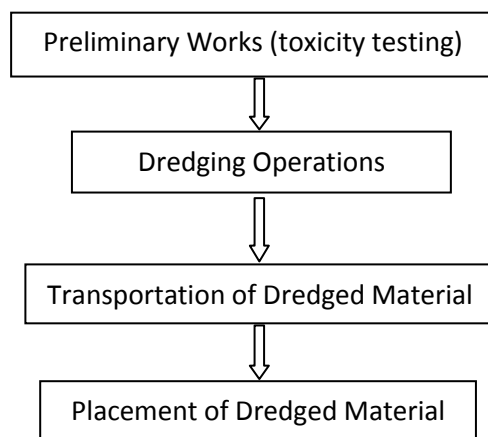 Preliminary Works (toxicity testing)
Dredging Operations
Transportation of Dredged Material
Placement of Dredged Material